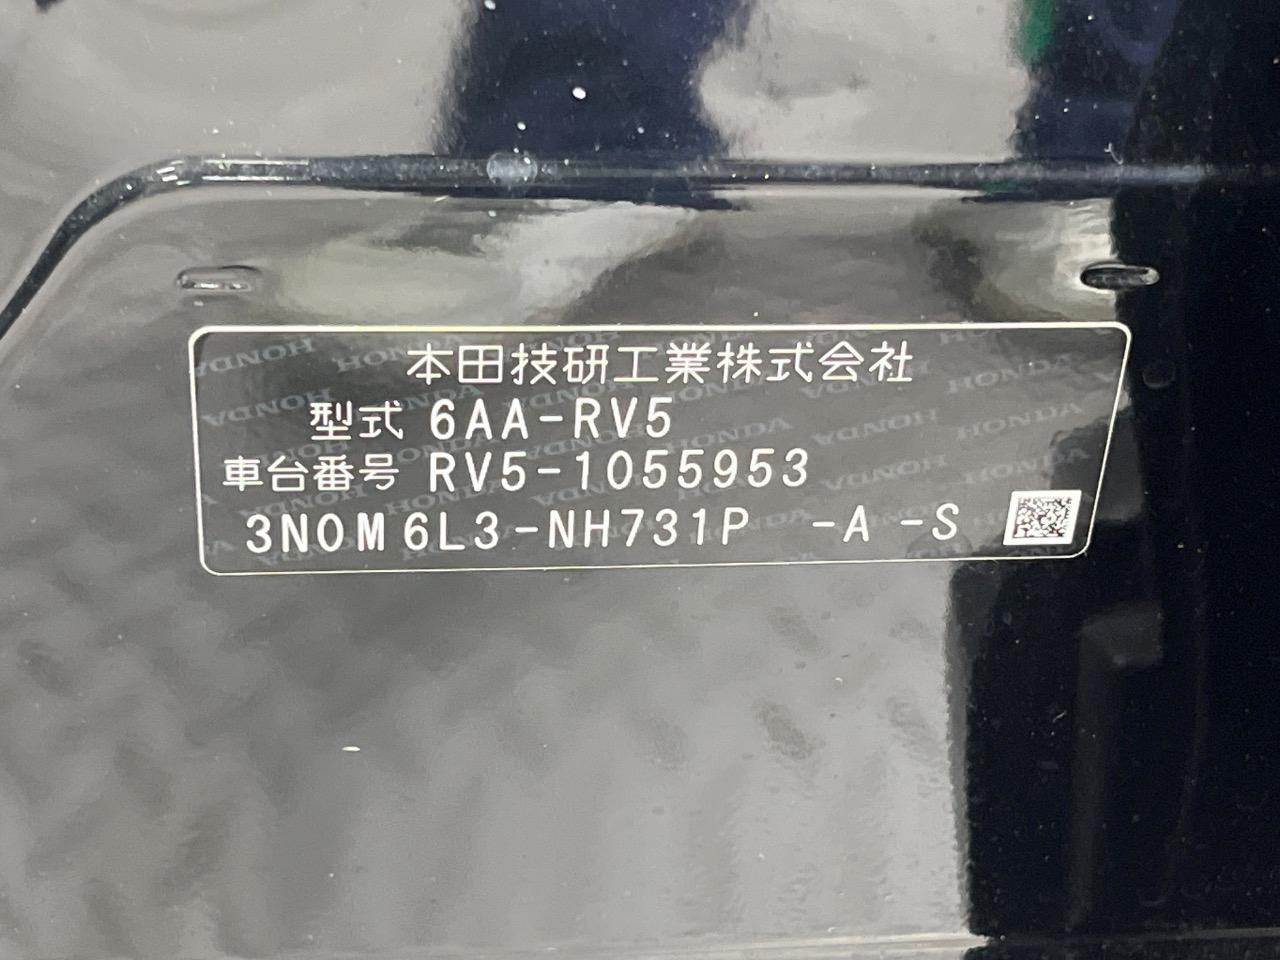 本田技研工業株式会社
型式 6AA-RV5
車台番号 RV5-1055953
3N0M6L3-NH731P -A -S